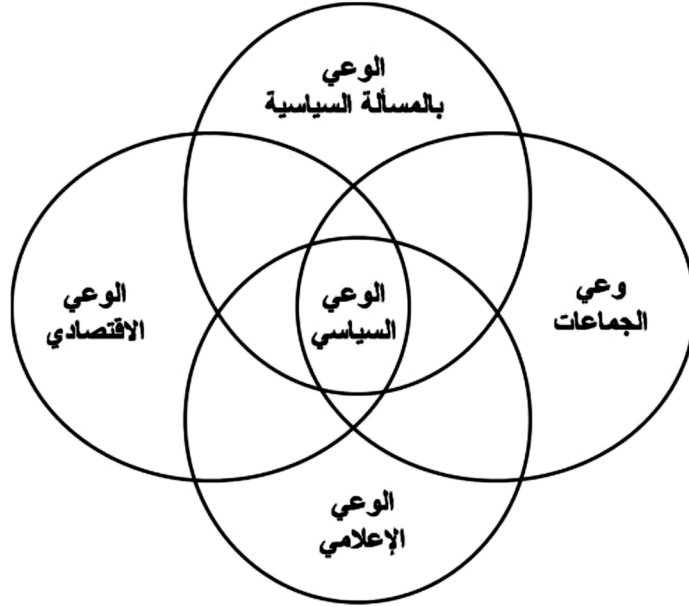 الوعي
بالمسألة السياسية
وعي
الجماعات
الوعي
السياسي
الوعي
الاقتصادي
الوعي
الإعلامي